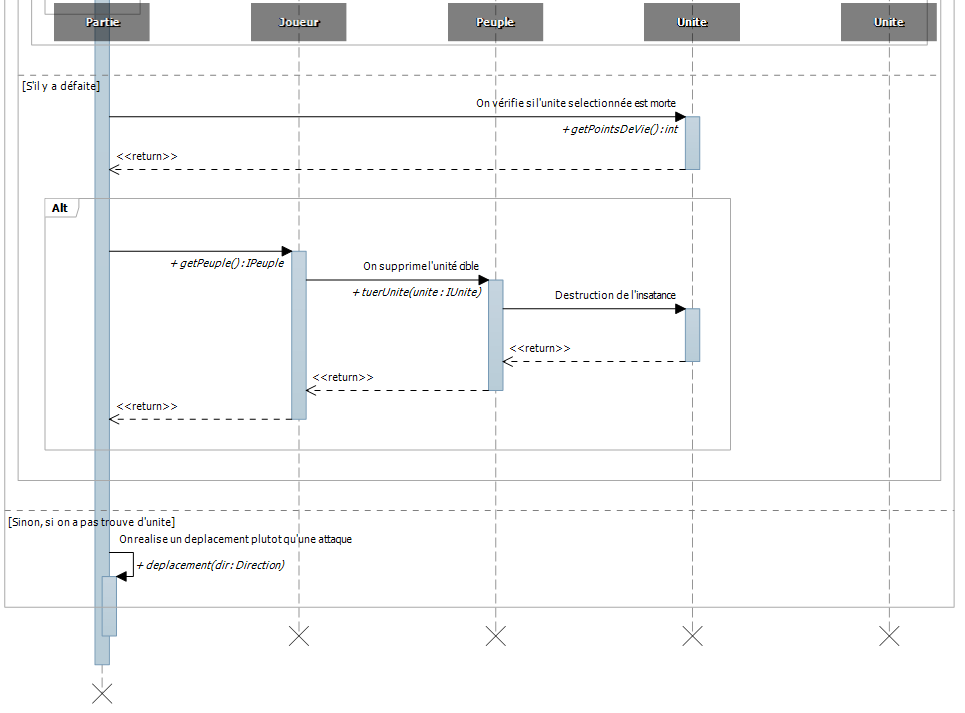 Partie
Joueur
Peuple
Unite
Unite
[S'il y a défaite]
On vérifie si l'unite selectionnée est morte
+ getPointsDeVie() : int
<<return>>
Alt
+ getPeuple() : IPeuple
On supprime l'unité cible
+ tuerUnite(unite : IUnite)
Destruction de l'insatance
<<return>>
<<return>>
<<return>>
[Sinon, si on a pas trouve d'unite]
On realise un deplacement plutot qu'une attaque
+ deplacement(dir : Direction)